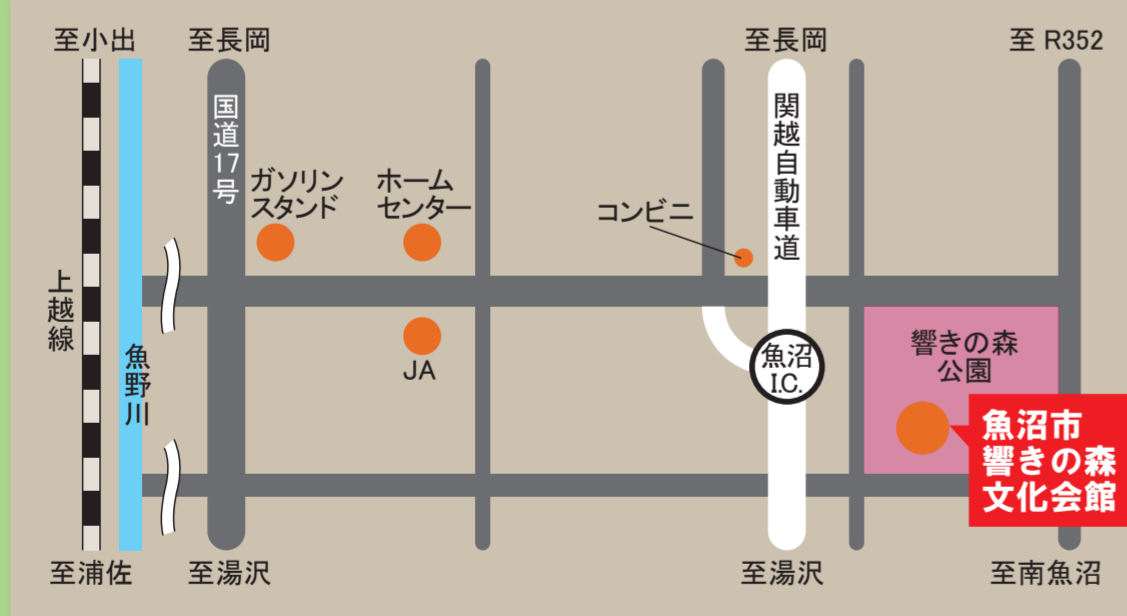 至小出
至長岡
至長岡
至 R352
国道17号
関越自動車道
ガソリン
スタンド
ホーム
センター
コンビニ
上越線
魚野川
JA
魚沼
I.C.
響きの森
公園
魚沼市
響きの森
文化会館
至浦佐
至湯沢
至湯沢
至南魚沼